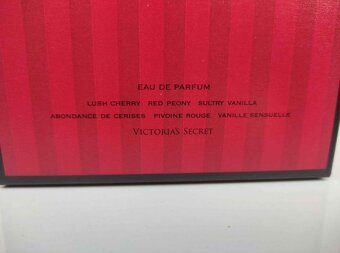 EAU DE PARFUM
LUSH CHERRY RED PEONY SULTRY VANILLA
ABONDANCE DE CERISES PIVOINE ROUGE VANILLE SENSUELLE
VICTORIA'S SECRET